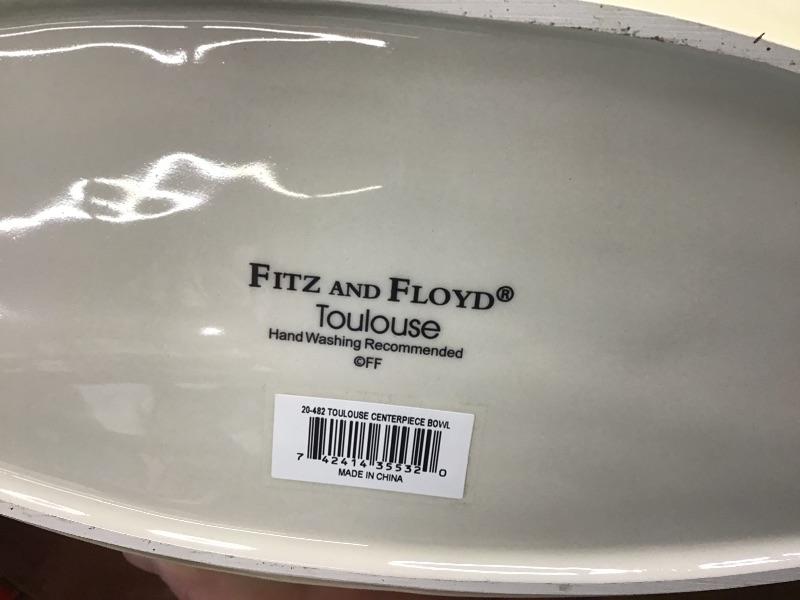 FITZ AND FLOYD®
Toulouse
Hand Washing Recommended
©FF
20-482 TOULOUSE CENTERPIECE BOWL
7 42414 35532 0
MADE IN CHINA